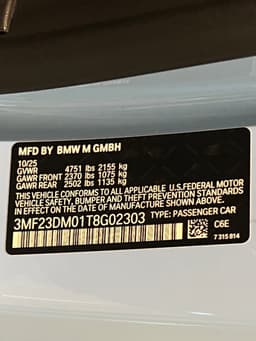 MFD BY BMW M GMBH
10/25
GVWR 4751 lbs 2155 kg
GAWR FRONT 2370 lbs 1075 kg
GAWR REAR 2502 lbs 1135 kg
THIS VEHICLE CONFORMS TO ALL APPLICABLE U.S.FEDERAL MOTOR
VEHICLE SAFETY, BUMPER, AND THEFT PREVENTION STANDARDS
IN EFFECT ON THE DATE OF MANUFACTURE SHOWN ABOVE.
3MF23DM01T8G02303 TYPE: PASSENGER CAR
C6E
7 315 814